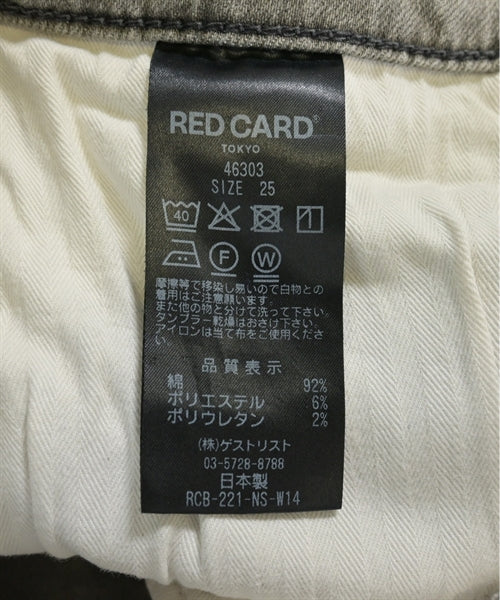 RED CARD®
TOKYO
46303
SIZE 25
40
F W
摩擦等で移染し易いので白物との
着用はご注意願います。
また他の物と分けて洗って下さい。
タンブラー乾燥はお避け下さい。
アイロンは当て布をご使用くださ
い
品質表示
綿 92%
ポリエステル 6%
ポリウレタン 2%
(株)ゲストリスト
03-5728-8788
日本製
RCB-221-NS-W14